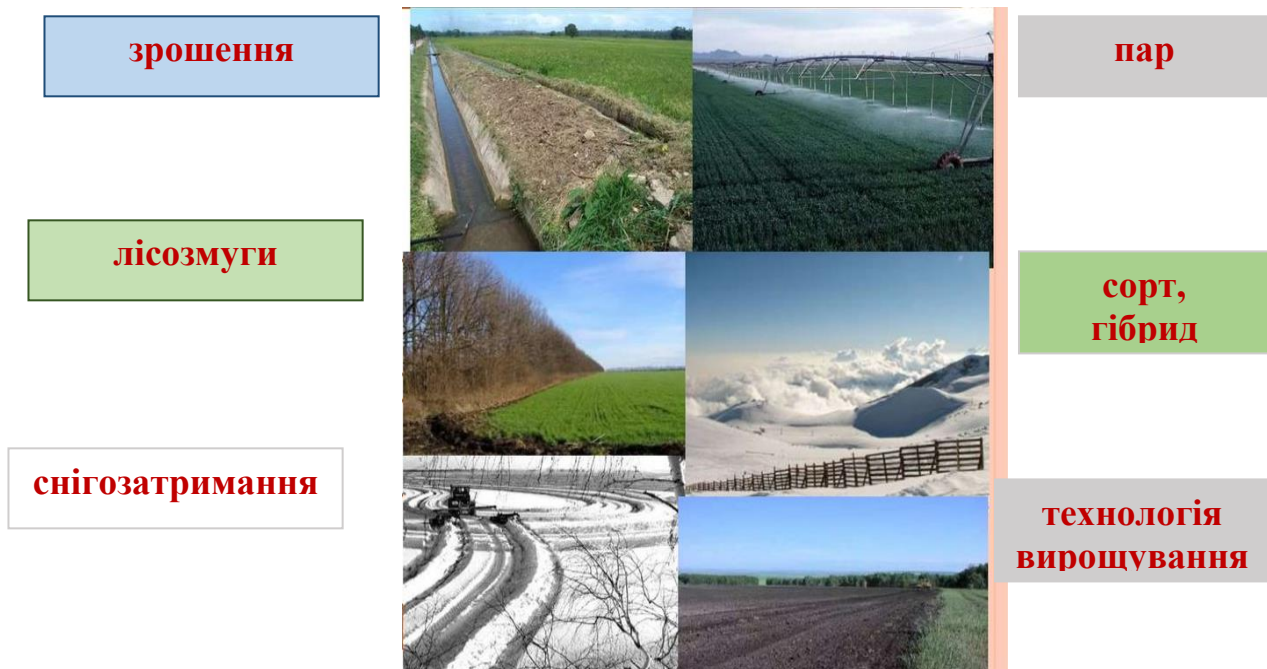 зрошення
пар
лісозмуги
сорт,
гібрид
снігозатримання
технологія
вирощування